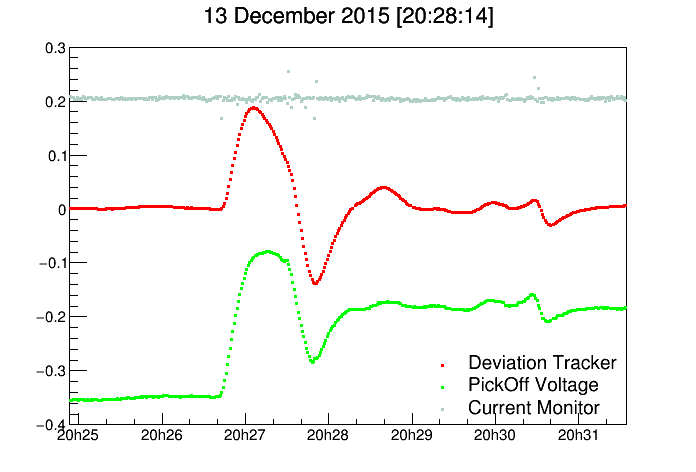 13 December 2015 [20:28:14]
0.3
0.2
0.1
0
−0.1
−0.2
−0.3
−0.4
Deviation Tracker
PickOff Voltage
Current Monitor
20h25 20h26 20h27 20h28 20h29 20h30 20h31